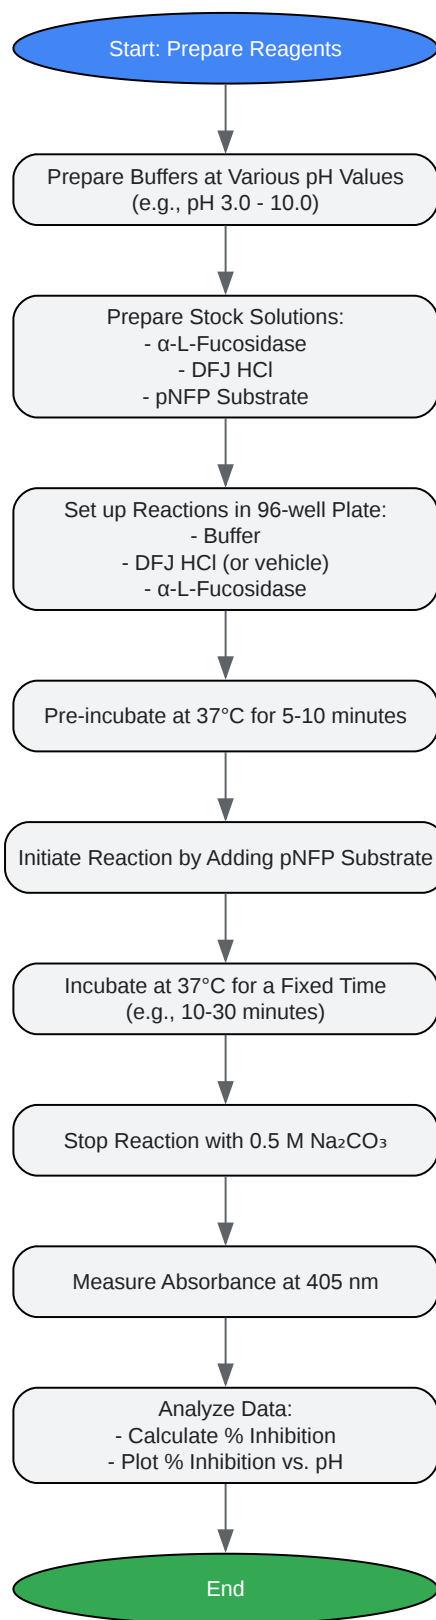 Start: Prepare Reagents
Prepare Buffers at Various pH Values
(e.g., pH 3.0 - 10.0)
Prepare Stock Solutions:
- α-L-Fucosidase
- DFJ HCl
- pNFP Substrate
Set up Reactions in 96-well Plate:
- Buffer
- DFJ HCl (or vehicle)
- α-L-Fucosidase
Pre-incubate at 37°C for 5-10 minutes
Initiate Reaction by Adding pNFP Substrate
Incubate at 37°C for a Fixed Time
(e.g., 10-30 minutes)
Stop Reaction with 0.5 M Na₂CO₃
Measure Absorbance at 405 nm
Analyze Data:
- Calculate % Inhibition
- Plot % Inhibition vs. pH
End